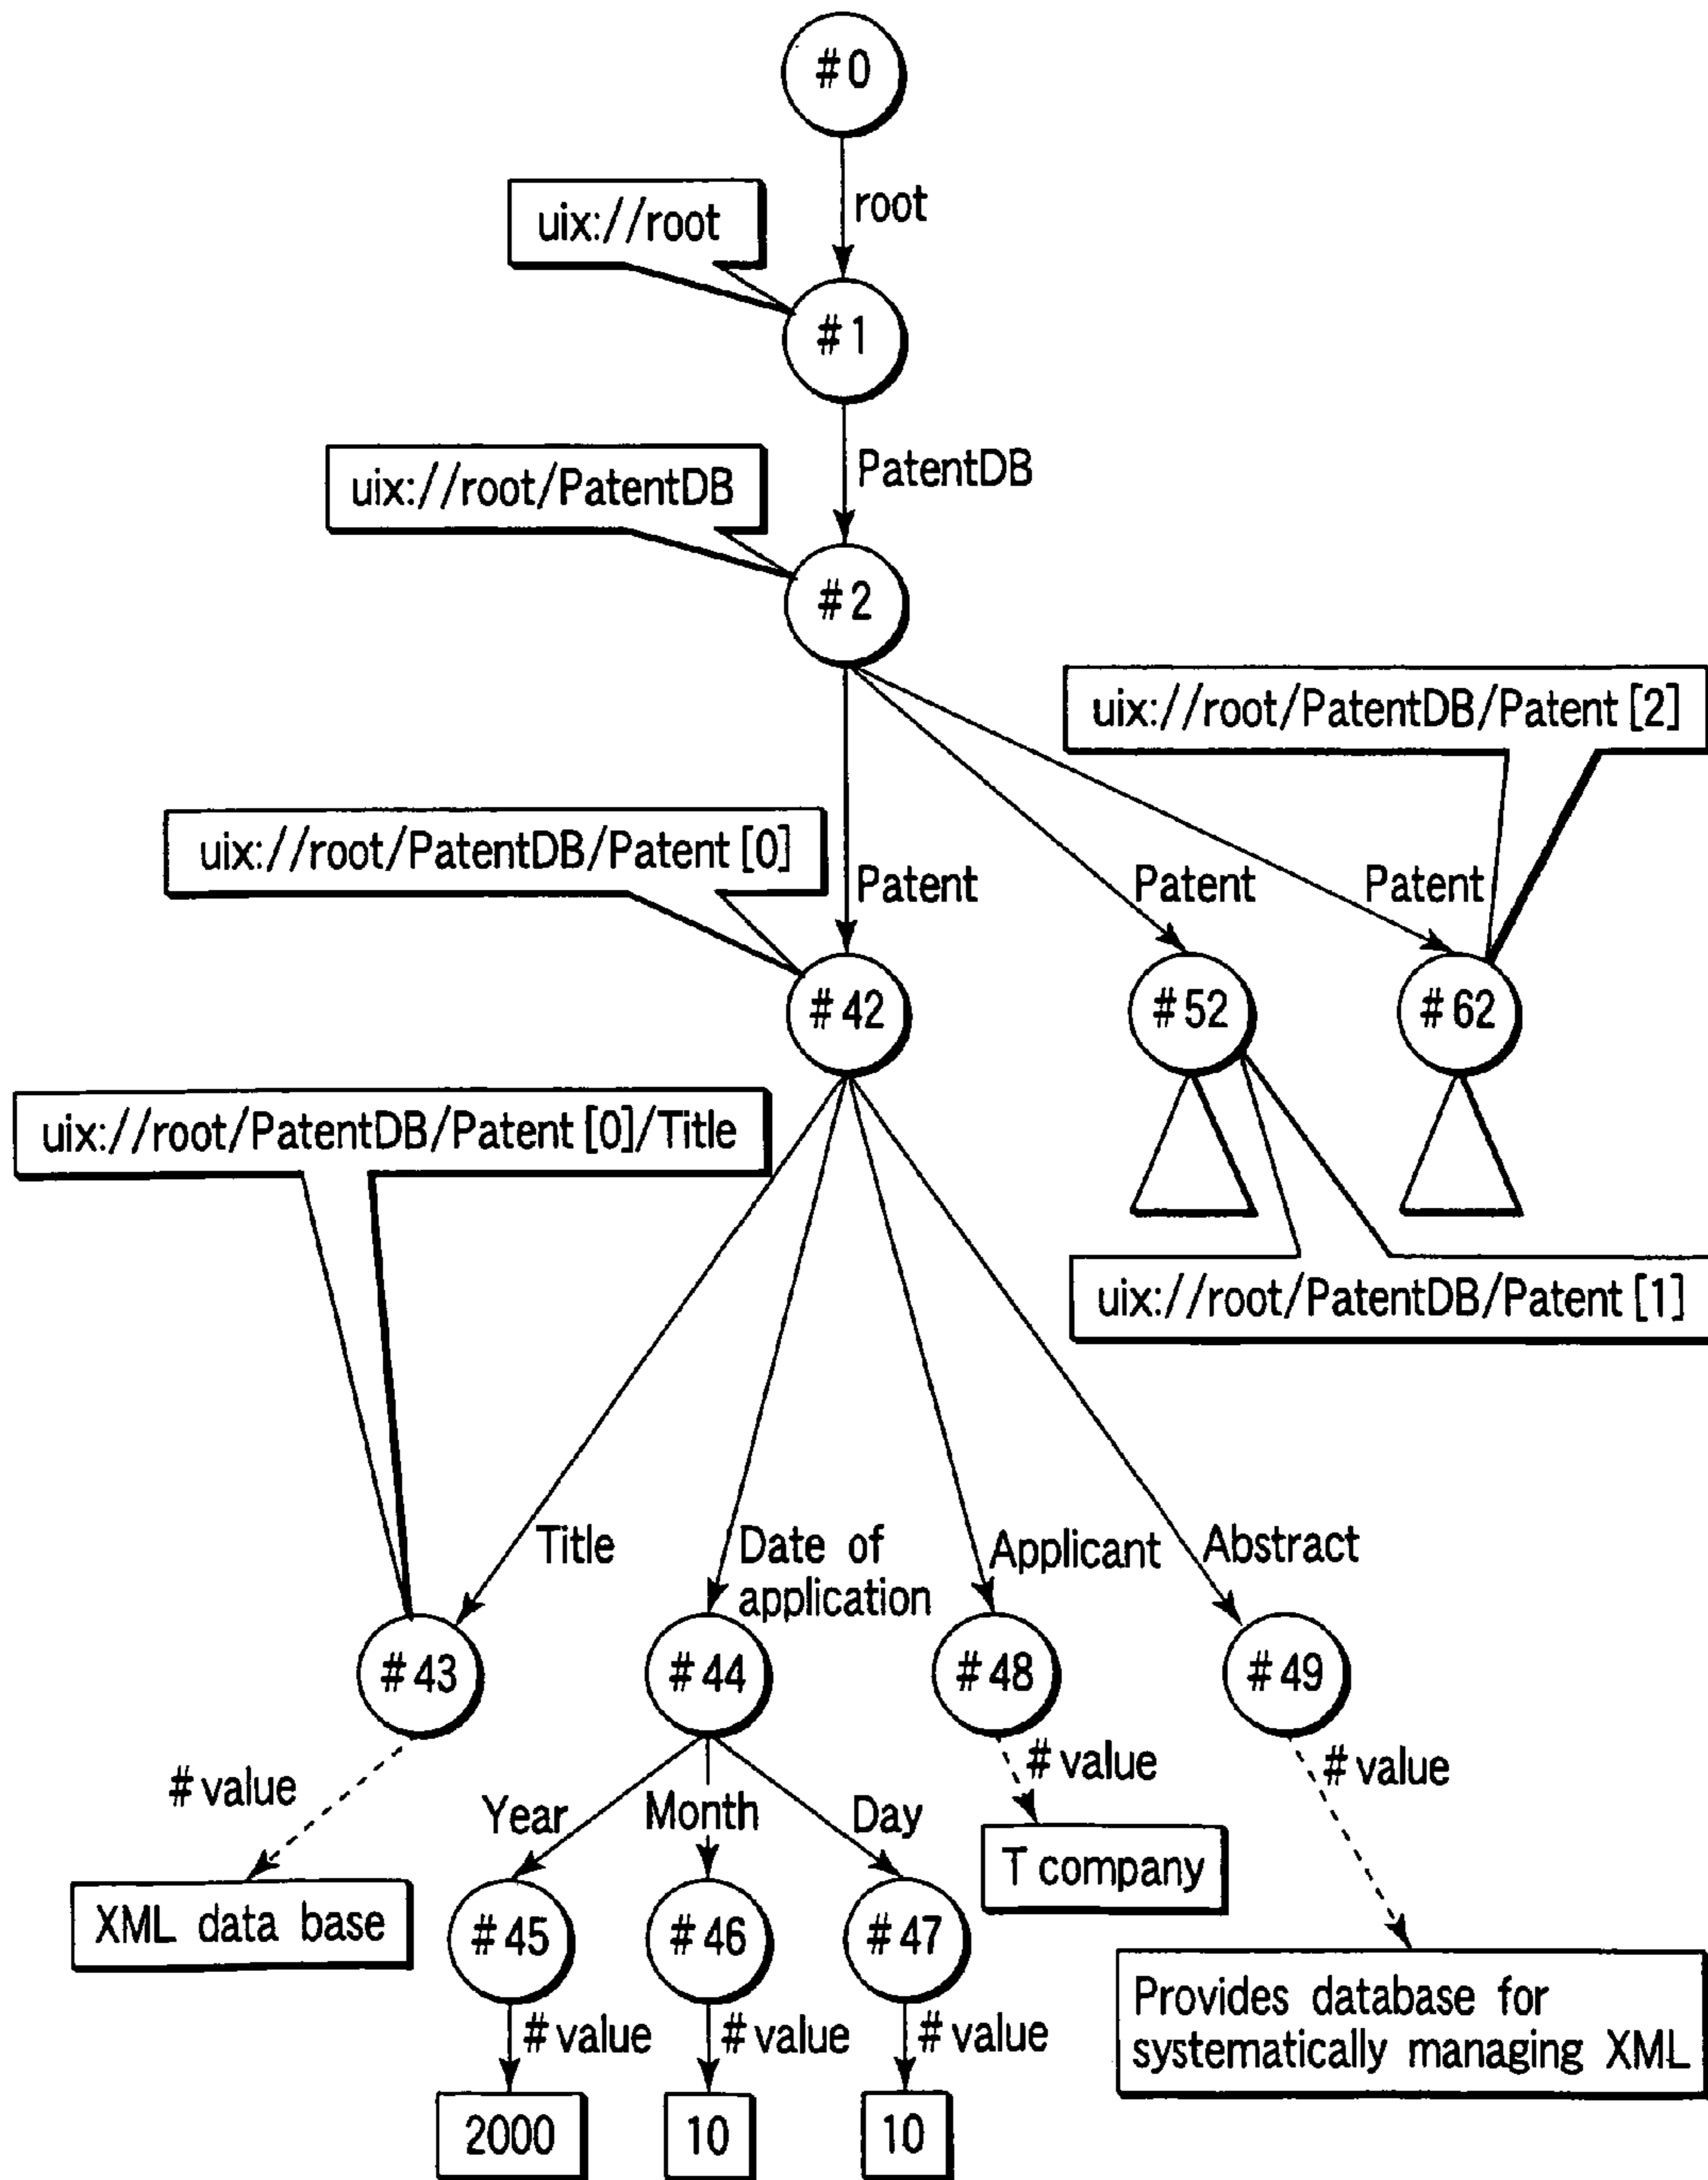 #0
root
uix://root
#1
PatentDB
uix://root/PatentDB
#2
uix://root/PatentDB/Patent [2]
uix://root/PatentDB/Patent [0]
Patent
Patent
Patent
#42
#52
#62
uix://root/PatentDB/Patent [0]/Title
uix://root/PatentDB/Patent [1]
Title
Date of
application
Applicant
Abstract
#43
#44
#48
#49
# value
# value
# value
Year
Month
Day
T company
XML data base
#45
#46
#47
Provides database for
systematically managing XML
# value
# value
# value
2000
10
10